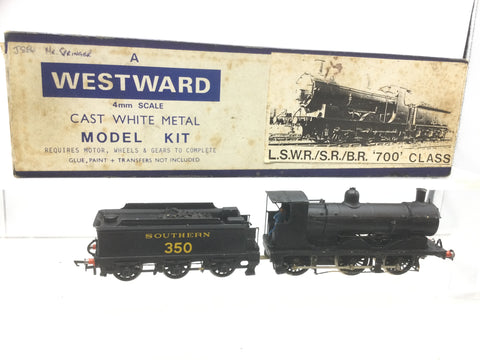 A
WESTWARD
4mm SCALE
CAST WHITE METAL
MODEL KIT
REQUIRES MOTOR, WHEELS & GEARS TO COMPLETE
GLUE, PAINT + TRANSFERS NOT INCLUDED
L.S.W.R./S.R./B.R. '700' CLASS
SOUTHERN
350